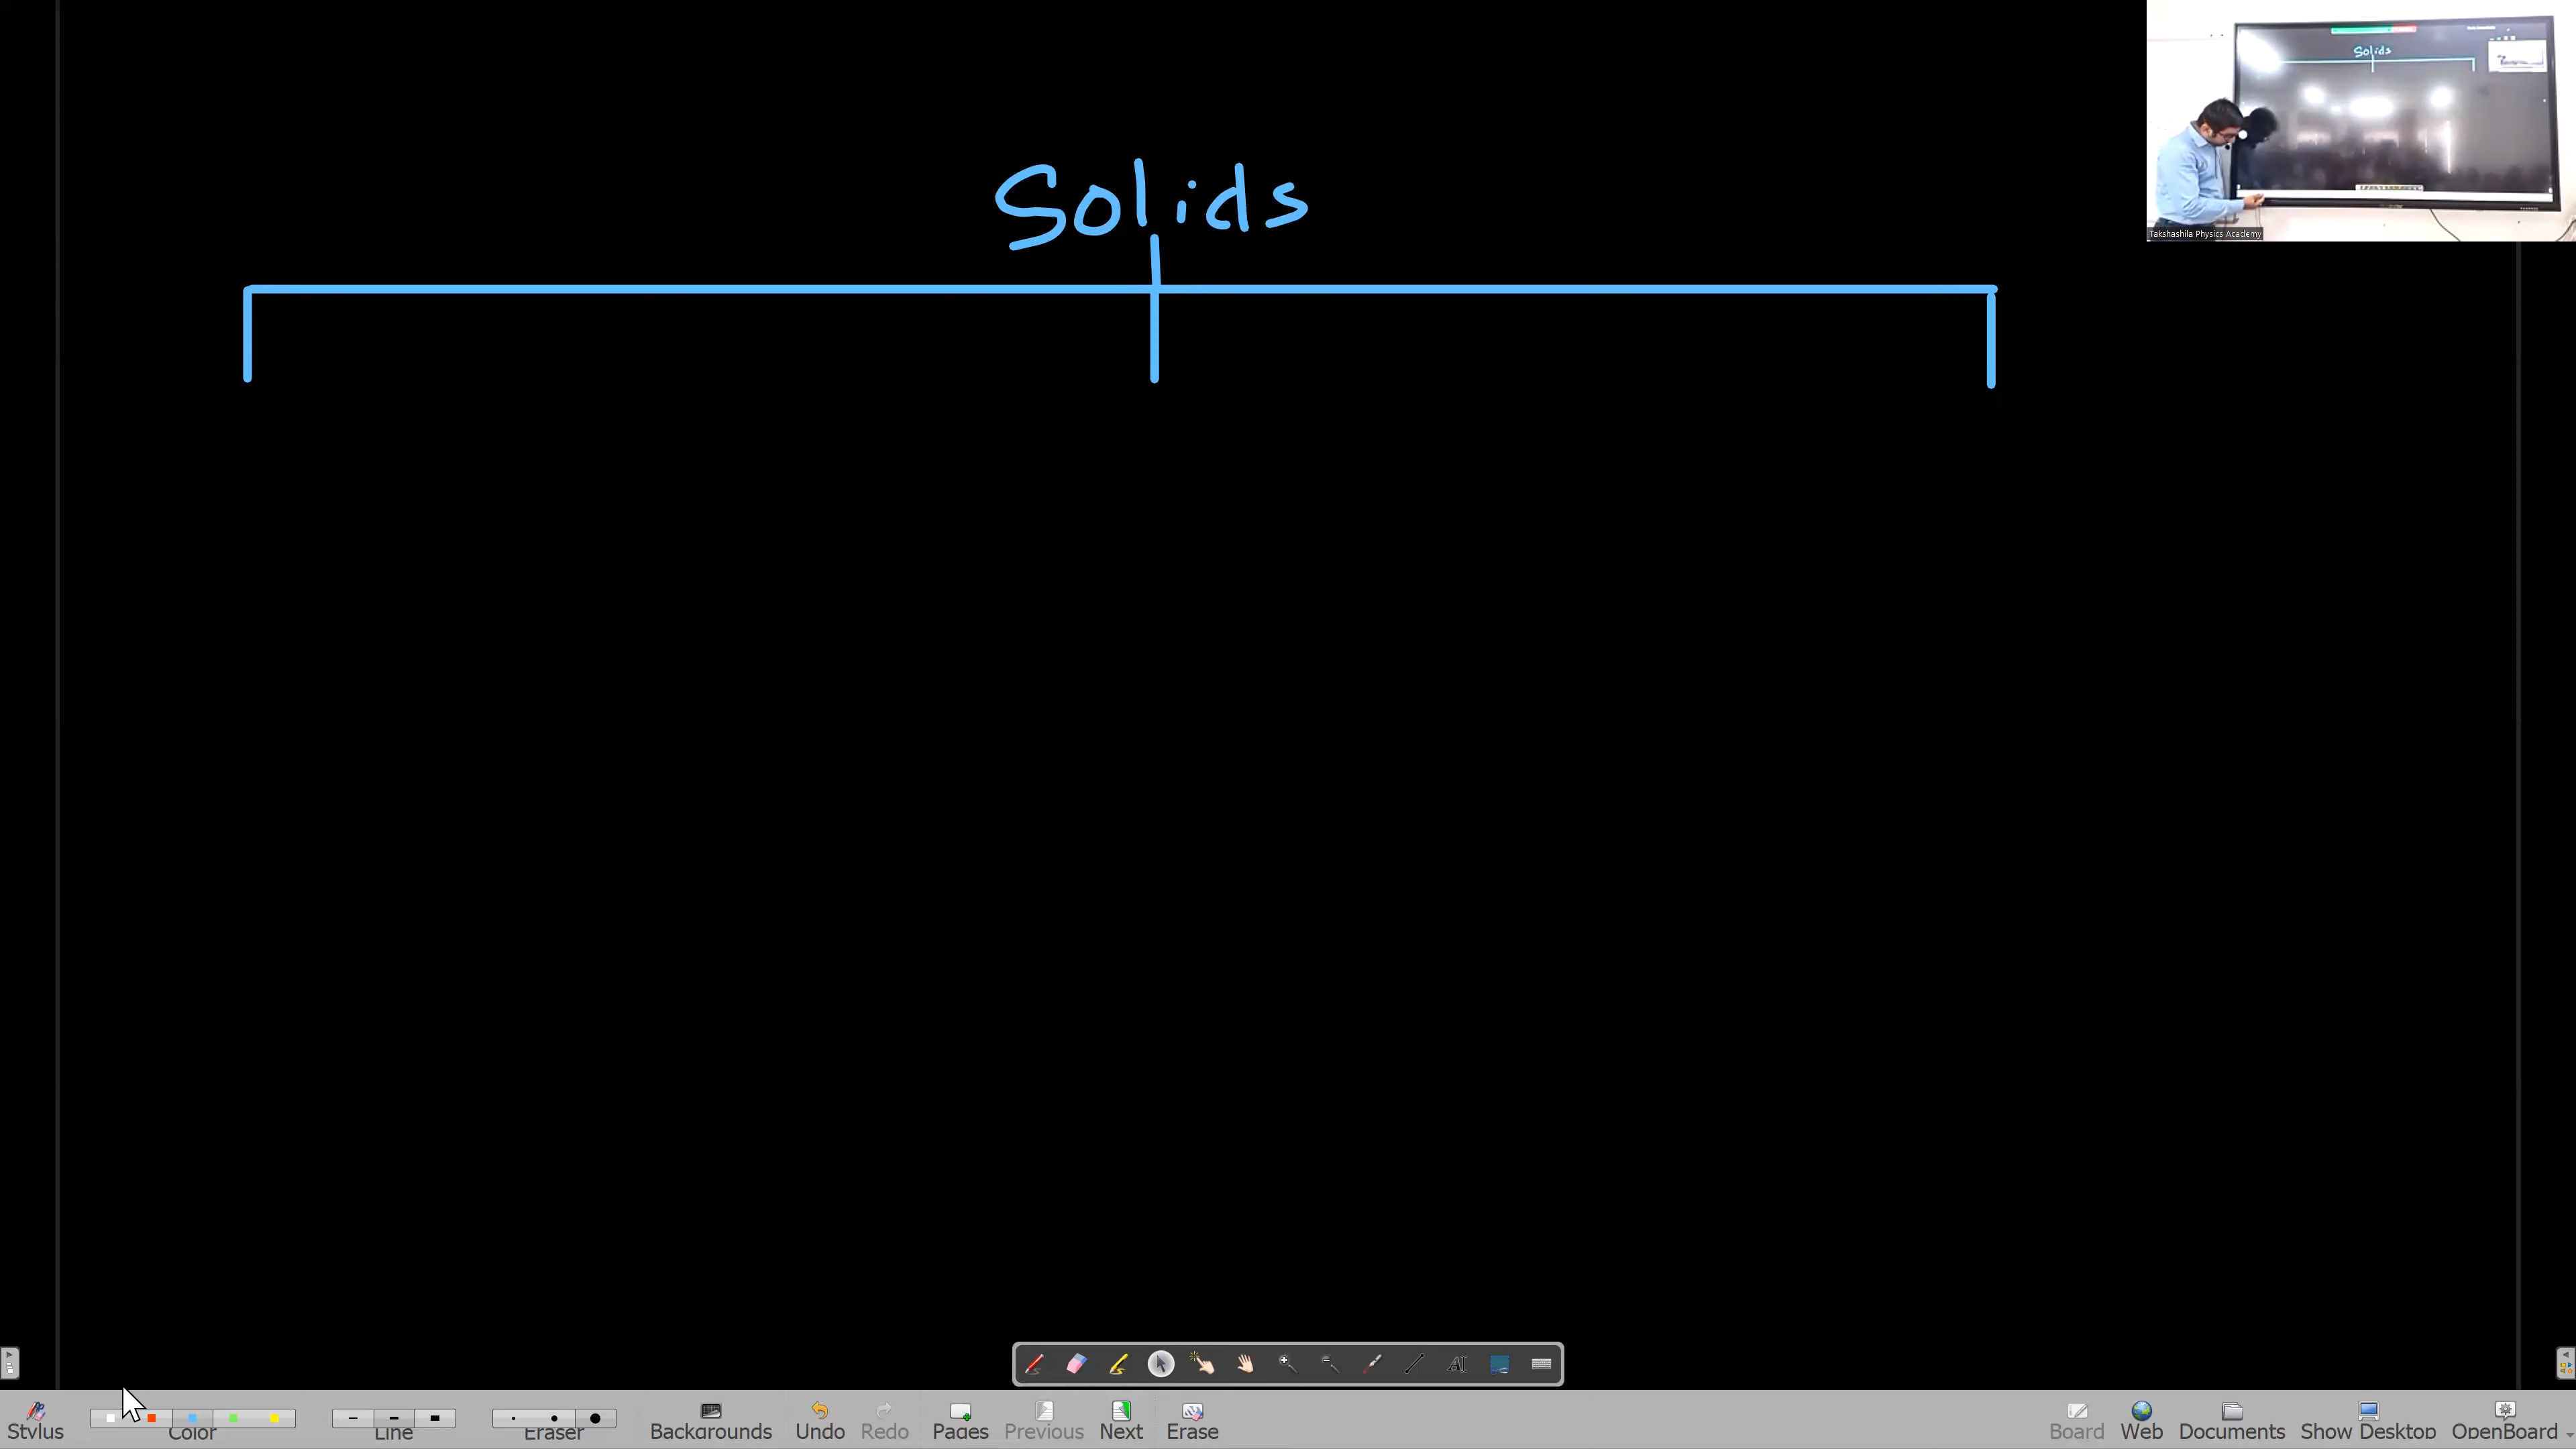 Solids
Solids
Takshashila Physics Academy
Stylus
Color
Line
Eraser
Backgrounds
Undo
Redo
Pages
Previous
Next
Erase
Board
Web
Documents
Show Desktop
OpenBoard